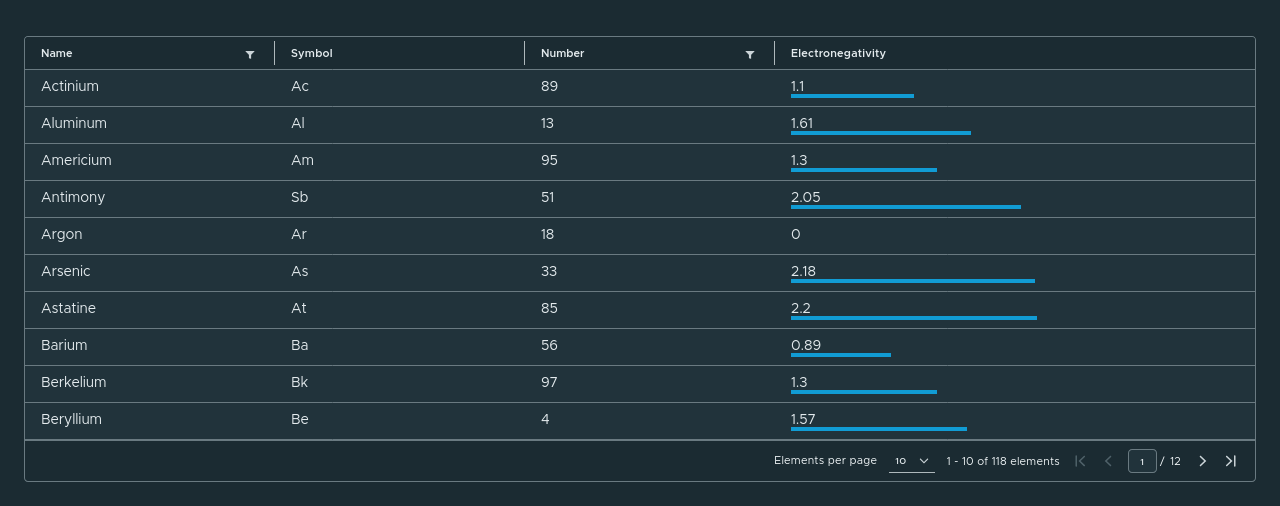 Name Symbol Number Electronegativity
Actinium Ac 89 1.1
Aluminum Al 13 1.61
Americium Am 95 1.3
Antimony Sb 51 2.05
Argon Ar 18 0
Arsenic As 33 2.18
Astatine At 85 2.2
Barium Ba 56 0.89
Berkelium Bk 97 1.3
Beryllium Be 4 1.57
Elements per page 10 1 - 10 of 118 elements 1 / 12